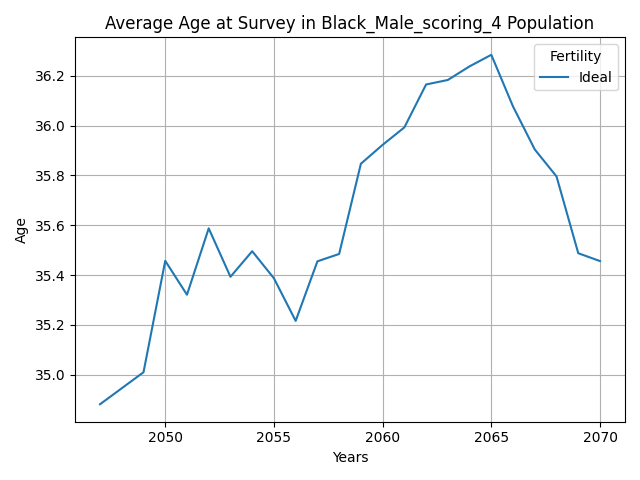 Average Age at Survey in Black_Male_scoring_4 Population
Fertility
Ideal
36.2
36.0
35.8
35.6
35.4
35.2
35.0
Age
2050
2055
2060
2065
2070
Years